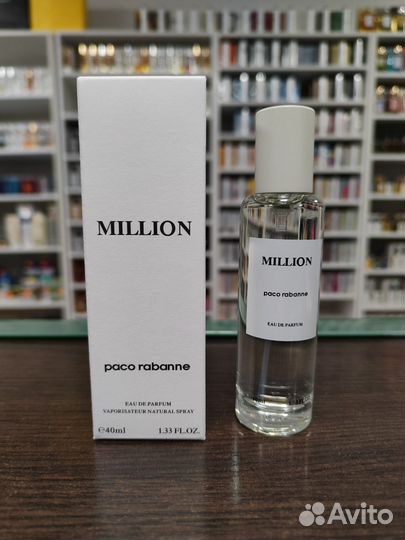 MILLION
paco rabanne
EAU DE PARFUM
VAPORISATEUR NATURAL SPRAY
℮40ml 1.33 FL.OZ.
MILLION
paco rabanne
EAU DE PARFUM
Avito